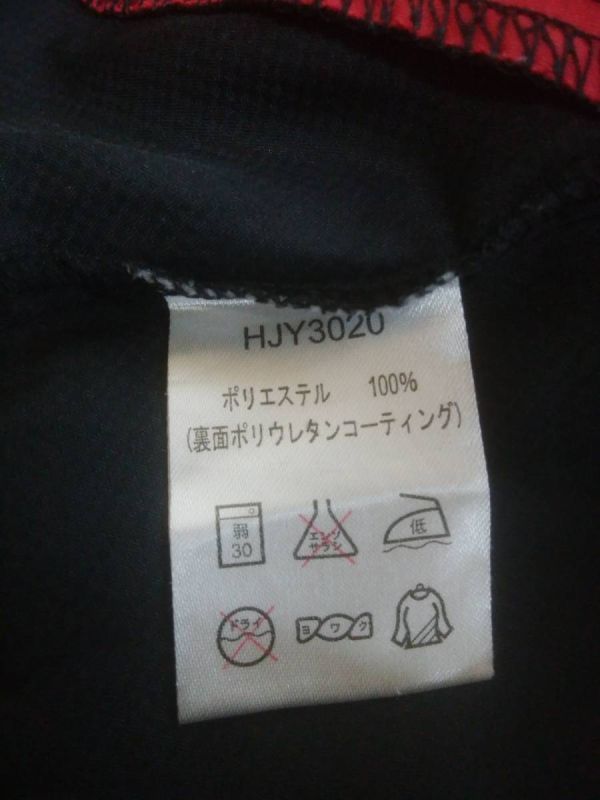 HJY3020
ポリエステル 100%
(裏面ポリウレタンコーティング)
弱
30
エンソ
サラシ
低
ドライ
ヨワク